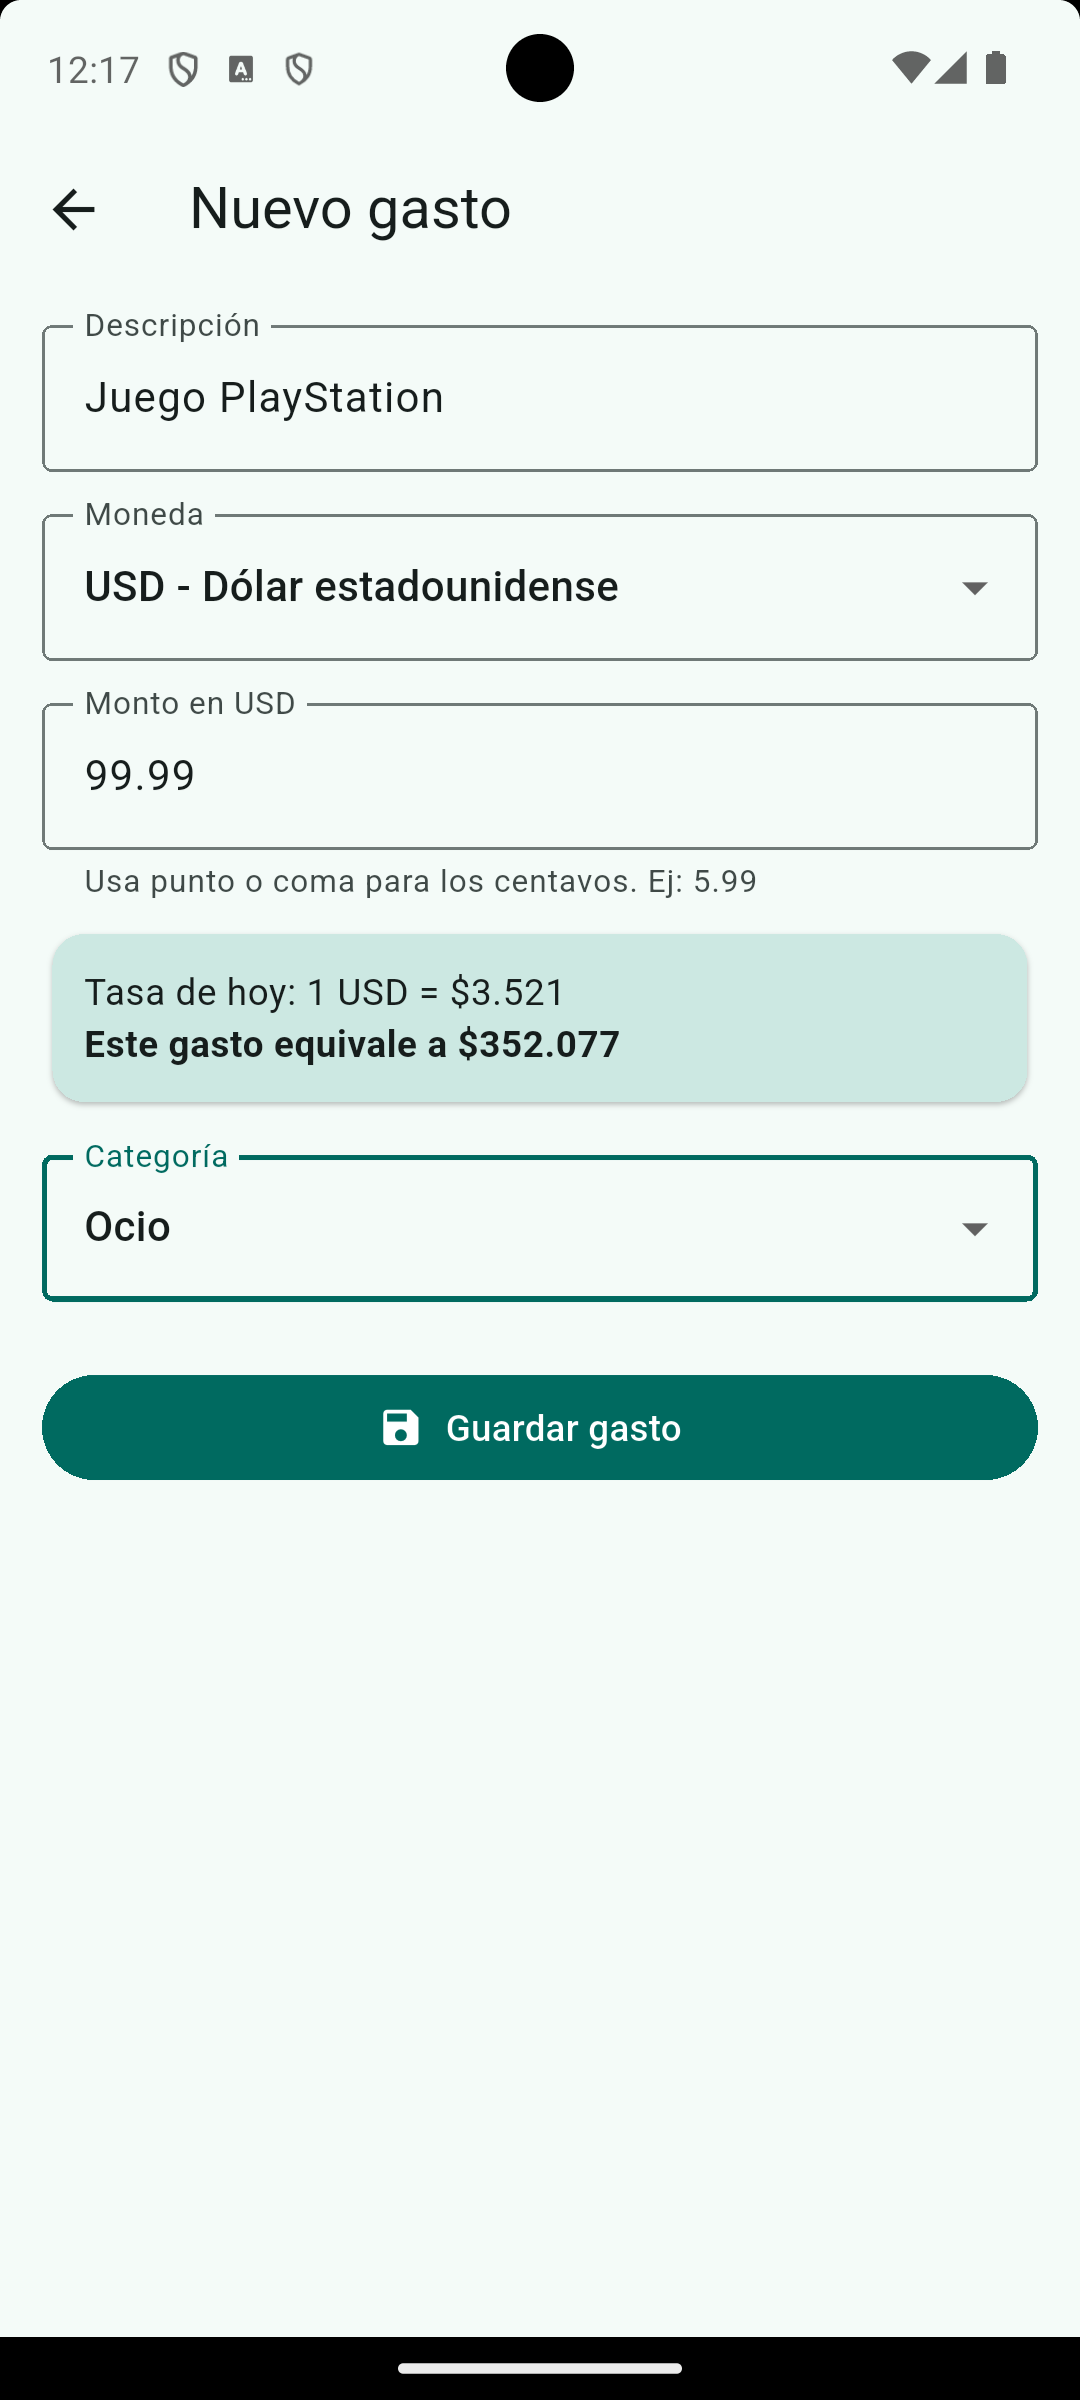 12:17
Nuevo gasto
Descripción
Juego PlayStation
Moneda
USD - Dólar estadounidense
Monto en USD
99.99
Usa punto o coma para los centavos. Ej: 5.99
Tasa de hoy: 1 USD = $3.521
Este gasto equivale a $352.077
Categoría
Ocio
Guardar gasto